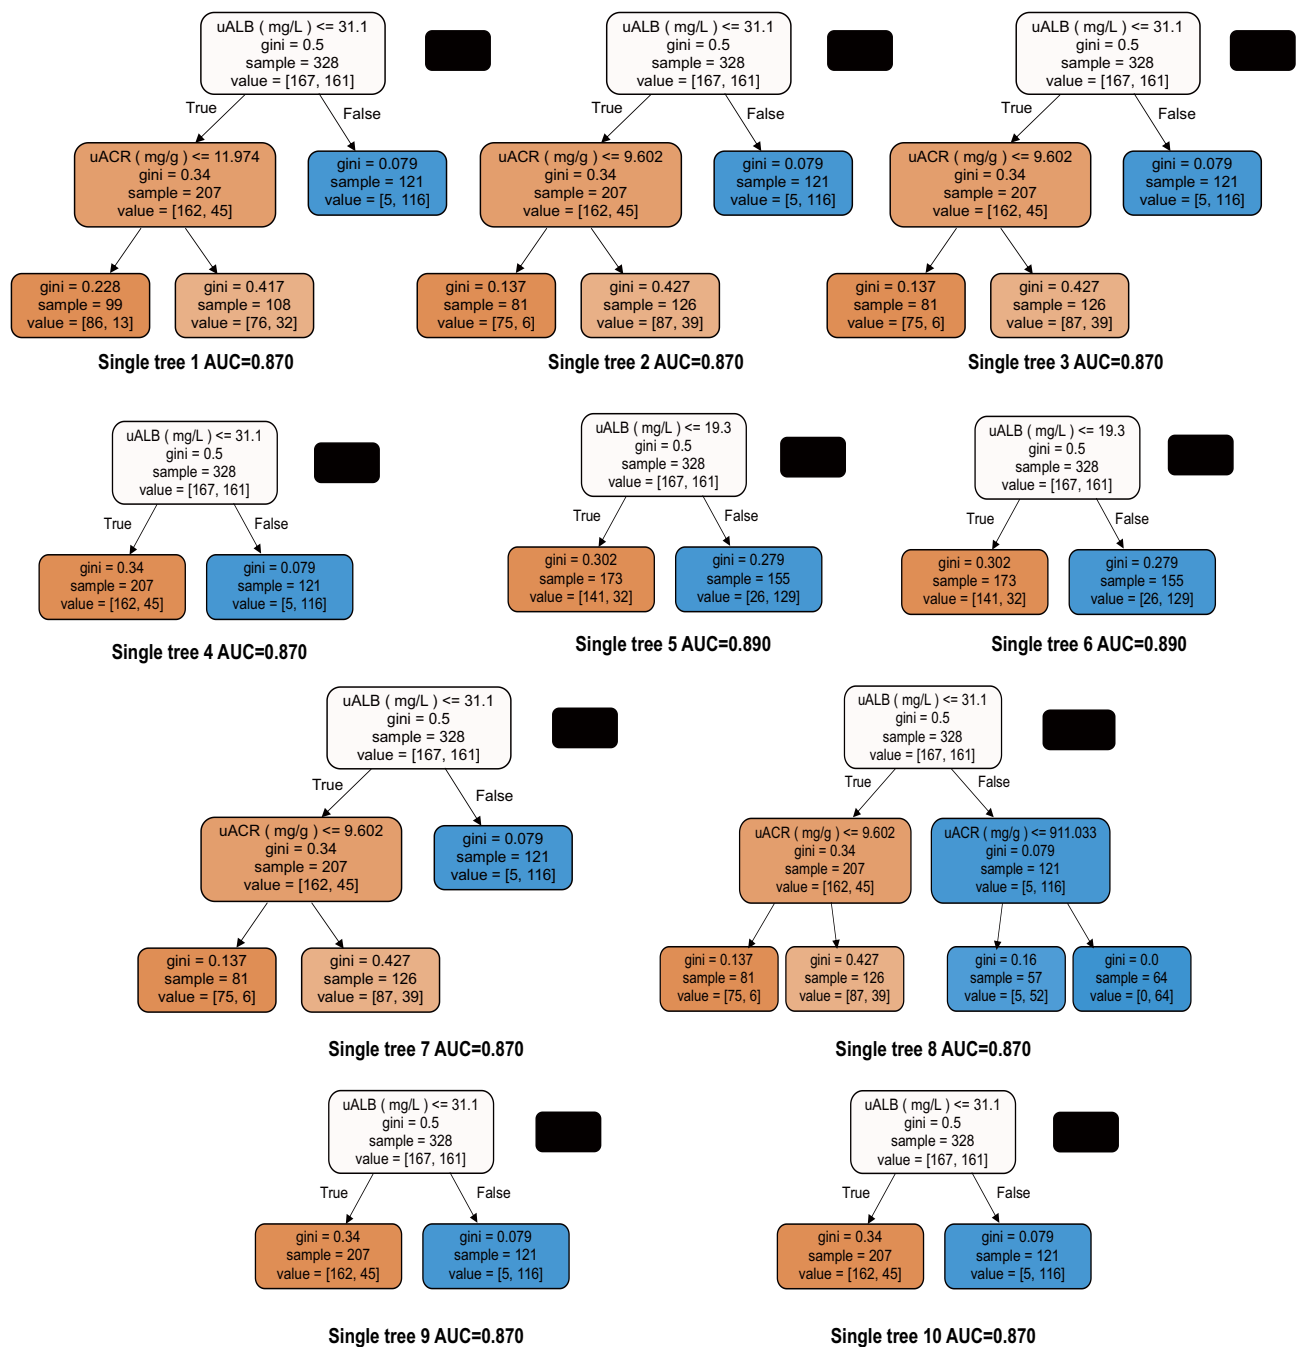 uALB ( mg/L ) <= 31.1
gini = 0.5
sample = 328
value = [167, 161]
True
False
uACR ( mg/g ) <= 11.974
gini = 0.34
sample = 207
value = [162, 45]
gini = 0.079
sample = 121
value = [5, 116]
gini = 0.228
sample = 99
value = [86, 13]
gini = 0.417
sample = 108
value = [76, 32]
Single tree 1 AUC=0.870
uALB ( mg/L ) <= 31.1
gini = 0.5
sample = 328
value = [167, 161]
True
False
uACR ( mg/g ) <= 9.602
gini = 0.34
sample = 207
value = [162, 45]
gini = 0.079
sample = 121
value = [5, 116]
gini = 0.137
sample = 81
value = [75, 6]
gini = 0.427
sample = 126
value = [87, 39]
Single tree 2 AUC=0.870
uALB ( mg/L ) <= 31.1
gini = 0.5
sample = 328
value = [167, 161]
True
False
uACR ( mg/g ) <= 9.602
gini = 0.34
sample = 207
value = [162, 45]
gini = 0.079
sample = 121
value = [5, 116]
gini = 0.137
sample = 81
value = [75, 6]
gini = 0.427
sample = 126
value = [87, 39]
Single tree 3 AUC=0.870
uALB ( mg/L ) <= 31.1
gini = 0.5
sample = 328
value = [167, 161]
True
False
gini = 0.34
sample = 207
value = [162, 45]
gini = 0.079
sample = 121
value = [5, 116]
Single tree 4 AUC=0.870
uALB ( mg/L ) <= 19.3
gini = 0.5
sample = 328
value = [167, 161]
True
False
gini = 0.302
sample = 173
value = [141, 32]
gini = 0.279
sample = 155
value = [26, 129]
Single tree 5 AUC=0.890
uALB ( mg/L ) <= 19.3
gini = 0.5
sample = 328
value = [167, 161]
True
False
gini = 0.302
sample = 173
value = [141, 32]
gini = 0.279
sample = 155
value = [26, 129]
Single tree 6 AUC=0.890
uALB ( mg/L ) <= 31.1
gini = 0.5
sample = 328
value = [167, 161]
True
False
uACR ( mg/g ) <= 9.602
gini = 0.34
sample = 207
value = [162, 45]
gini = 0.079
sample = 121
value = [5, 116]
gini = 0.137
sample = 81
value = [75, 6]
gini = 0.427
sample = 126
value = [87, 39]
Single tree 7 AUC=0.870
uALB ( mg/L ) <= 31.1
gini = 0.5
sample = 328
value = [167, 161]
True
False
uACR ( mg/g ) <= 9.602
gini = 0.34
sample = 207
value = [162, 45]
uACR ( mg/g ) <= 911.033
gini = 0.079
sample = 121
value = [5, 116]
gini = 0.137
sample = 81
value = [75, 6]
gini = 0.427
sample = 126
value = [87, 39]
gini = 0.16
sample = 57
value = [5, 52]
gini = 0.0
sample = 64
value = [0, 64]
Single tree 8 AUC=0.870
uALB ( mg/L ) <= 31.1
gini = 0.5
sample = 328
value = [167, 161]
True
False
gini = 0.34
sample = 207
value = [162, 45]
gini = 0.079
sample = 121
value = [5, 116]
Single tree 9 AUC=0.870
uALB ( mg/L ) <= 31.1
gini = 0.5
sample = 328
value = [167, 161]
True
False
gini = 0.34
sample = 207
value = [162, 45]
gini = 0.079
sample = 121
value = [5, 116]
Single tree 10 AUC=0.870